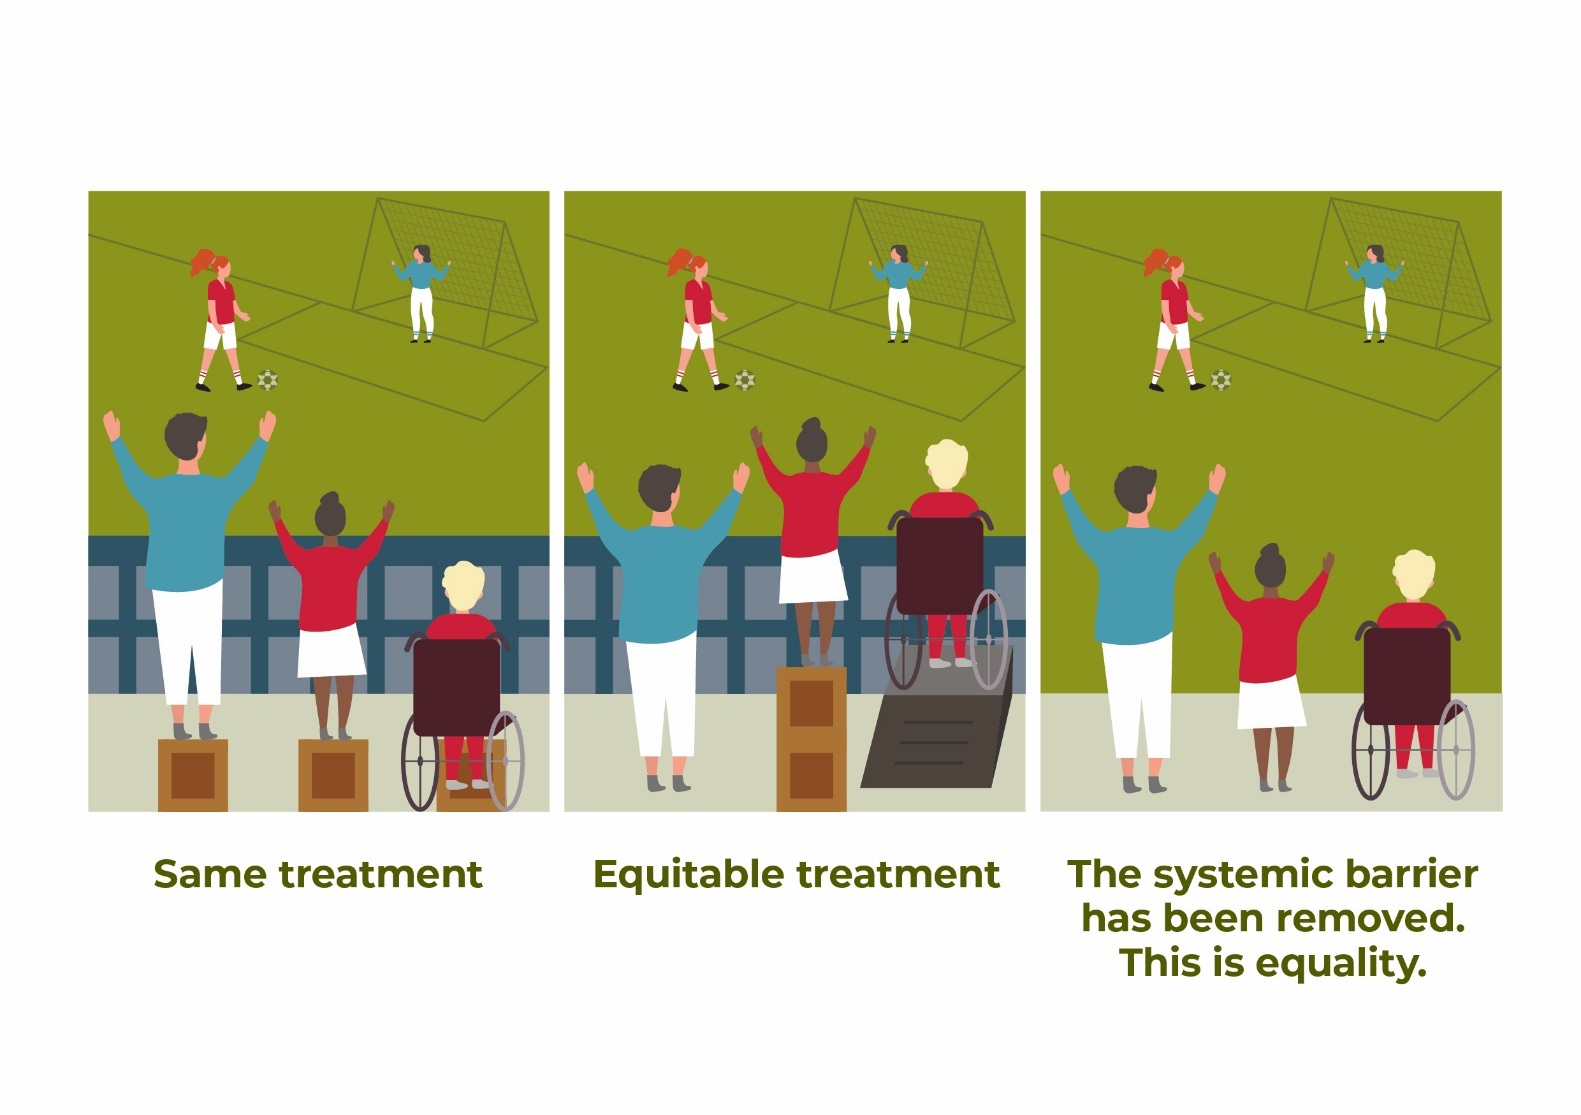 Same treatment
Equitable treatment
The systemic barrier
has been removed.
This is equality.